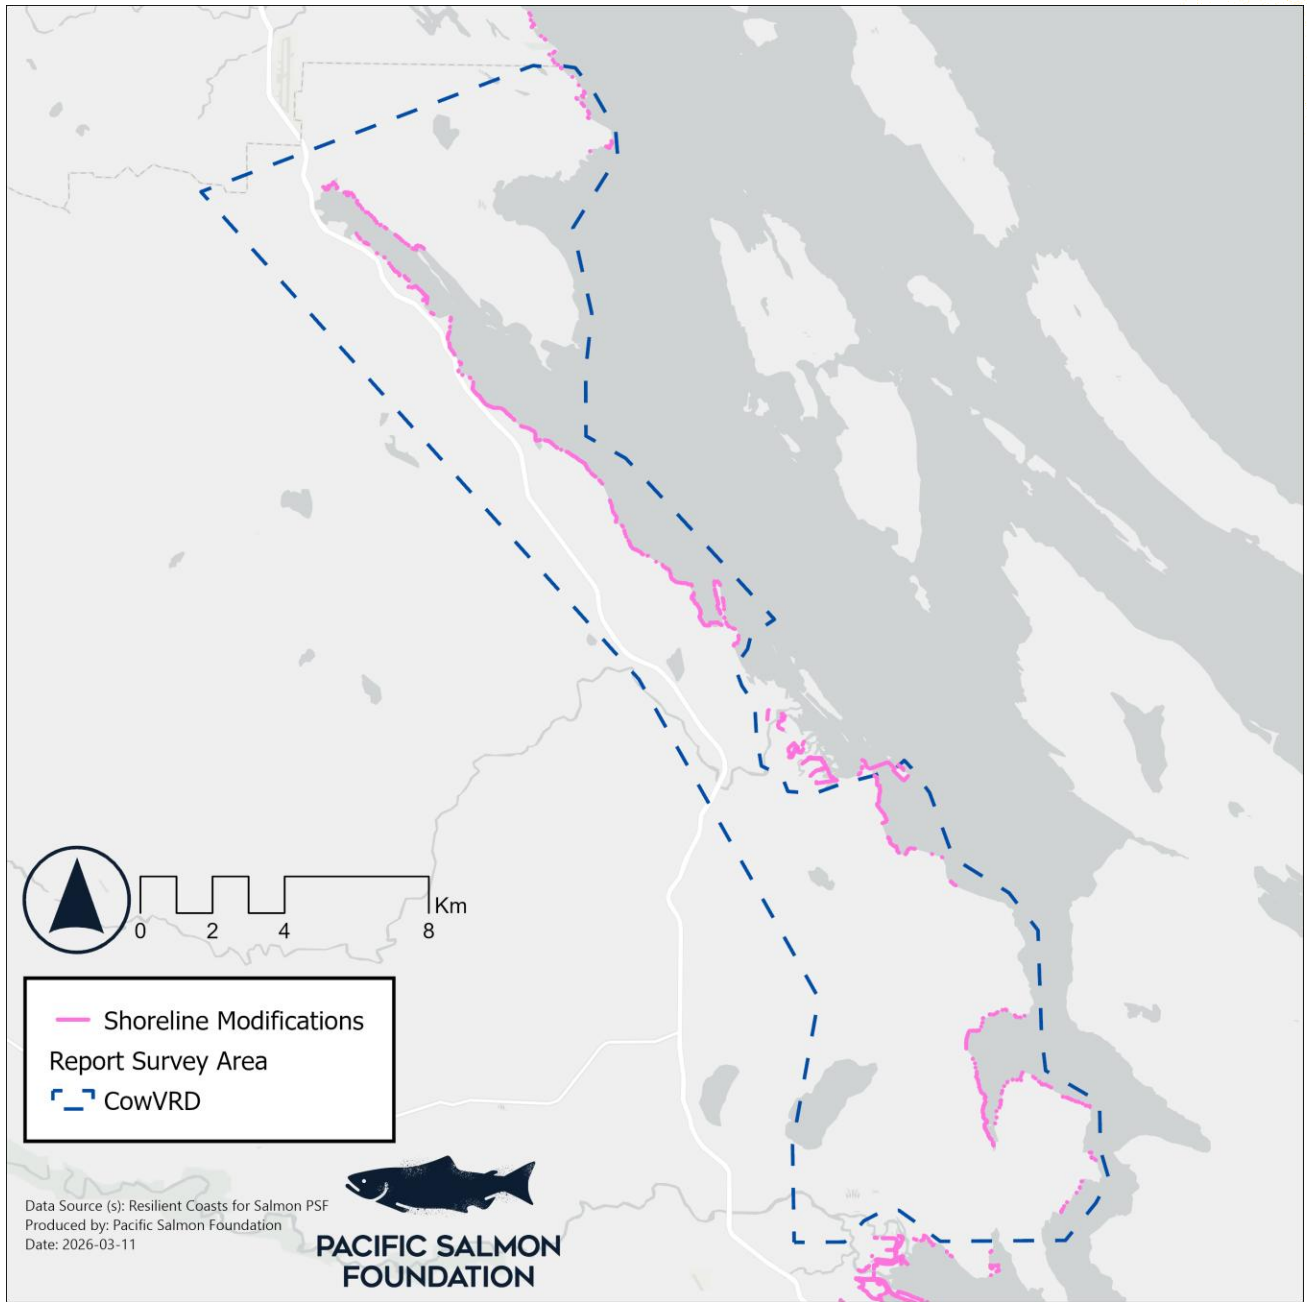 Km
0 2 4 8
Shoreline Modifications
Report Survey Area
CowVRD
Data Source (s): Resilient Coasts for Salmon PSF
Produced by: Pacific Salmon Foundation
Date: 2026-03-11
PACIFIC SALMON
FOUNDATION